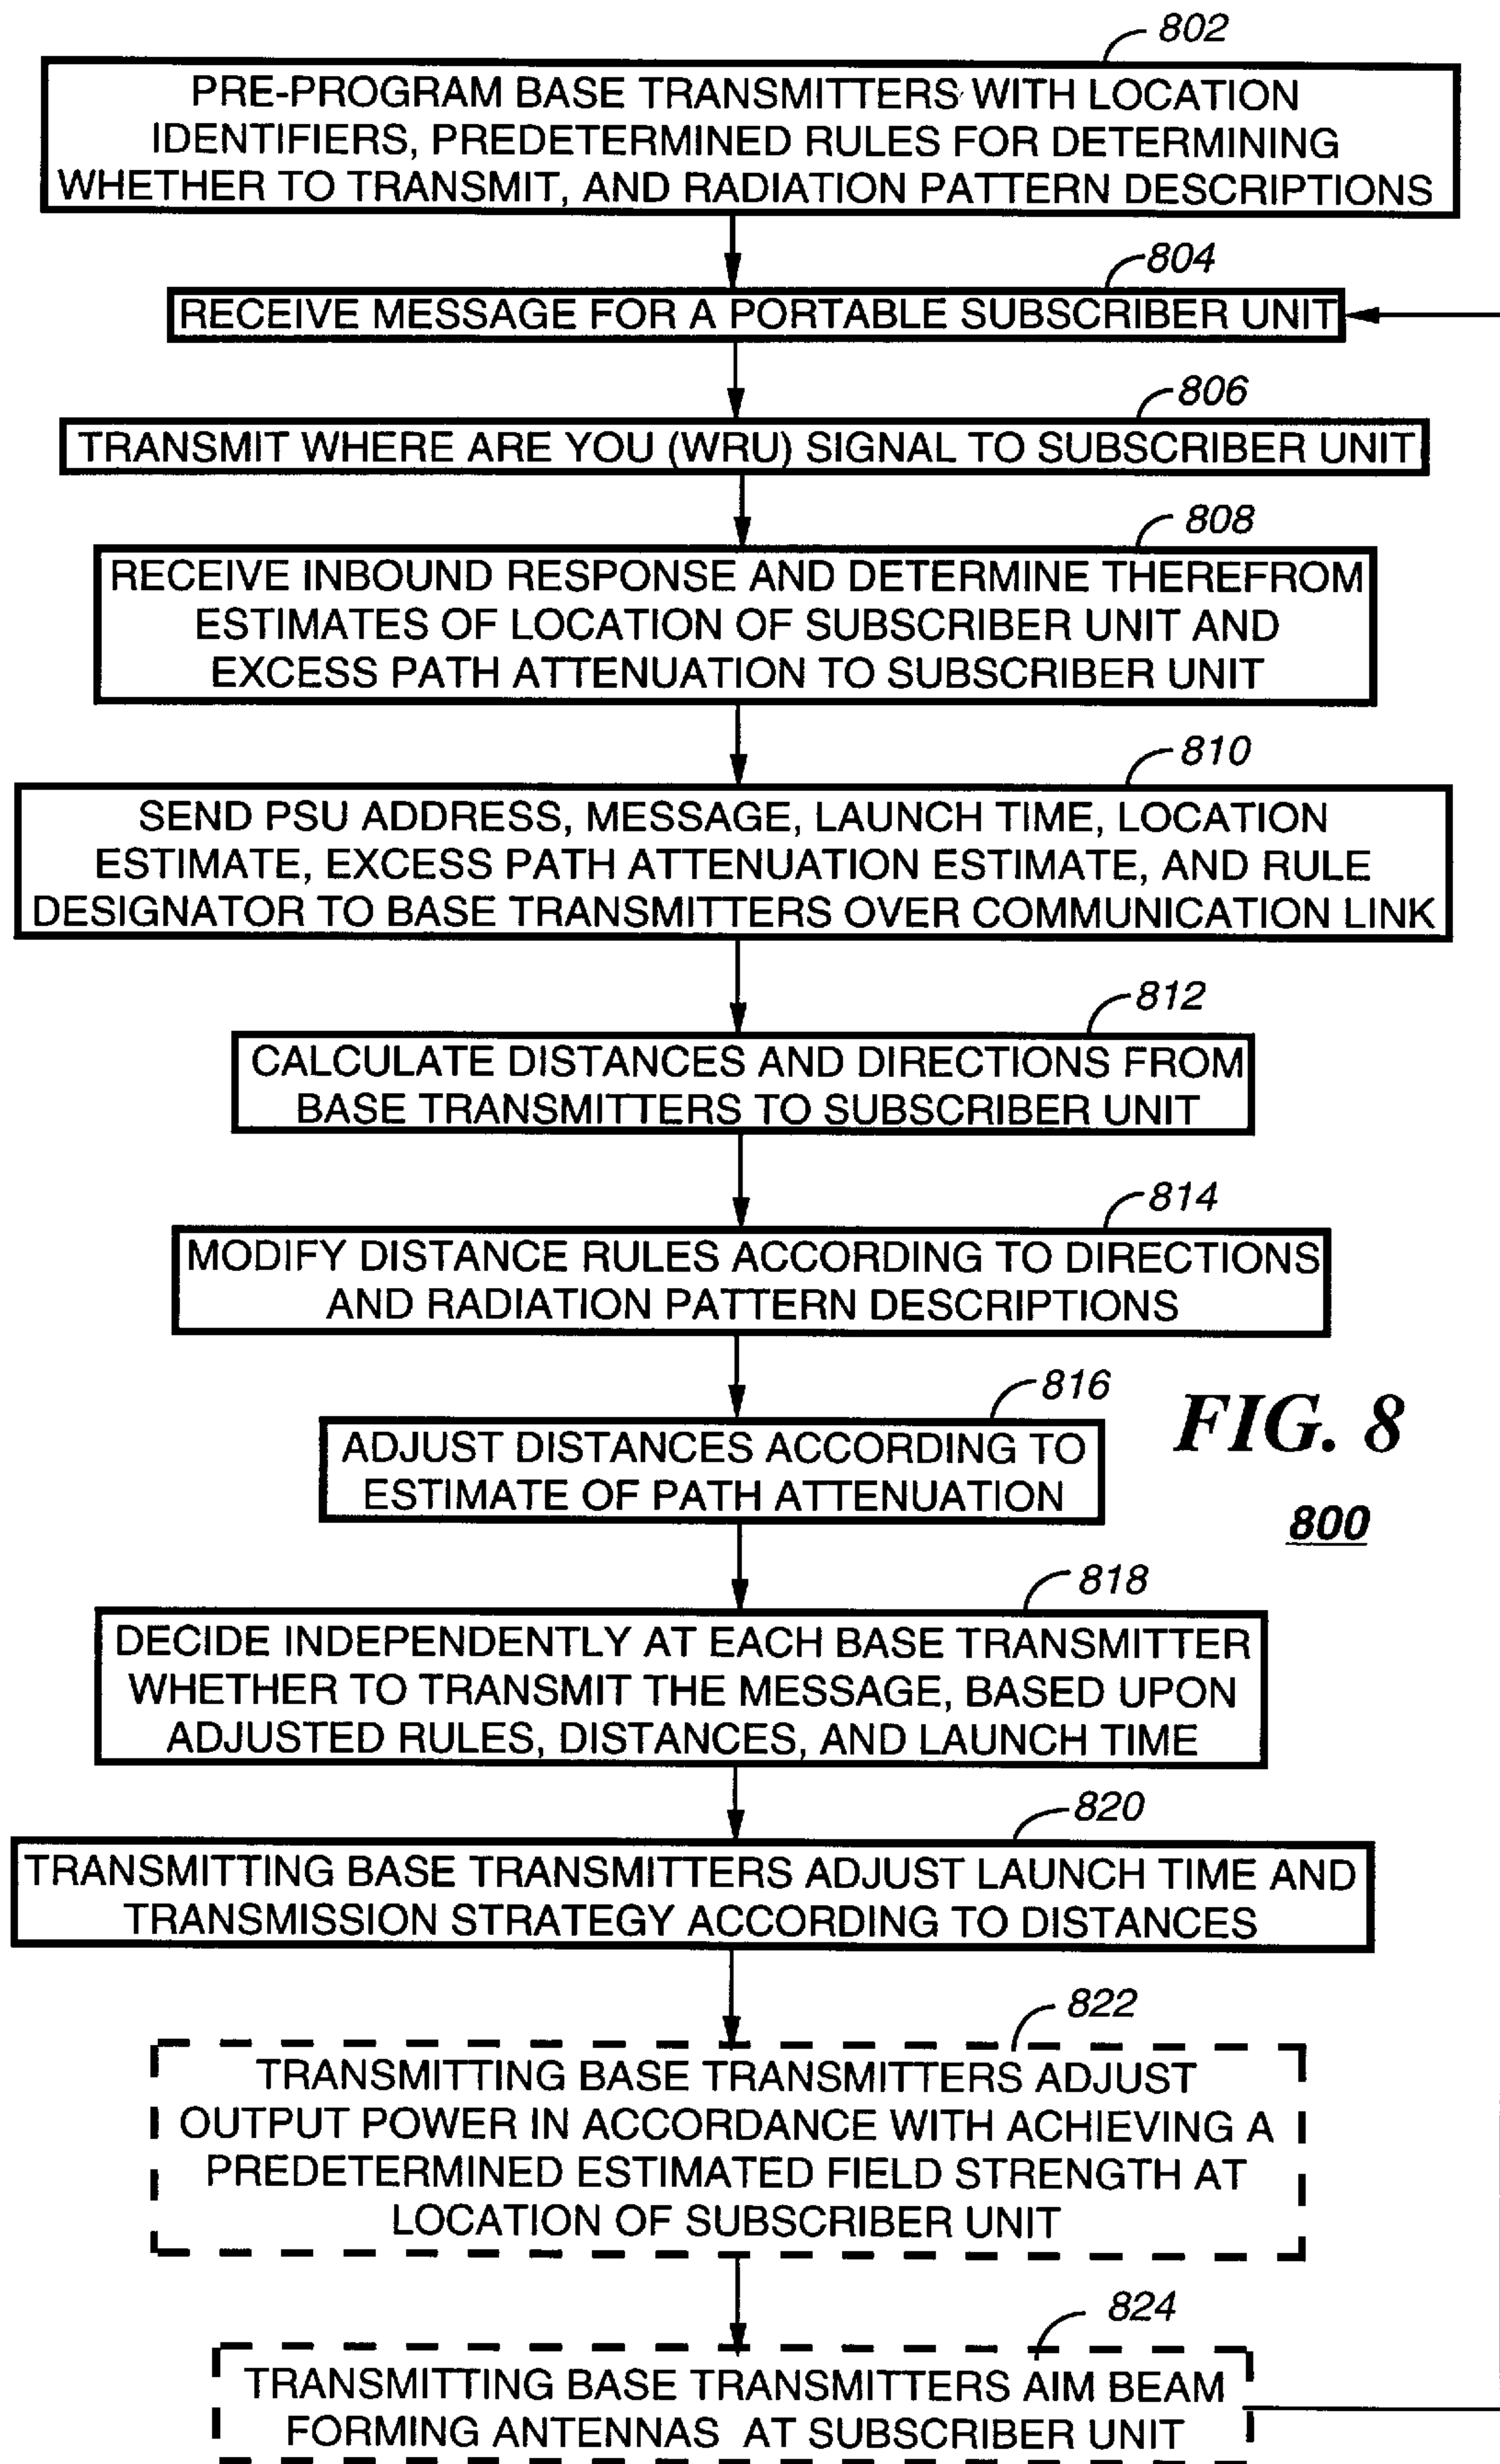 802
PRE-PROGRAM BASE TRANSMITTERS WITH LOCATION
IDENTIFIERS, PREDETERMINED RULES FOR DETERMINING
WHETHER TO TRANSMIT, AND RADIATION PATTERN DESCRIPTIONS
804
RECEIVE MESSAGE FOR A PORTABLE SUBSCRIBER UNIT
806
TRANSMIT WHERE ARE YOU (WRU) SIGNAL TO SUBSCRIBER UNIT
808
RECEIVE INBOUND RESPONSE AND DETERMINE THEREFROM
ESTIMATES OF LOCATION OF SUBSCRIBER UNIT AND
EXCESS PATH ATTENUATION TO SUBSCRIBER UNIT
810
SEND PSU ADDRESS, MESSAGE, LAUNCH TIME, LOCATION
ESTIMATE, EXCESS PATH ATTENUATION ESTIMATE, AND RULE
DESIGNATOR TO BASE TRANSMITTERS OVER COMMUNICATION LINK
812
CALCULATE DISTANCES AND DIRECTIONS FROM
BASE TRANSMITTERS TO SUBSCRIBER UNIT
814
MODIFY DISTANCE RULES ACCORDING TO DIRECTIONS
AND RADIATION PATTERN DESCRIPTIONS
816
ADJUST DISTANCES ACCORDING TO
ESTIMATE OF PATH ATTENUATION
FIG. 8
800
818
DECIDE INDEPENDENTLY AT EACH BASE TRANSMITTER
WHETHER TO TRANSMIT THE MESSAGE, BASED UPON
ADJUSTED RULES, DISTANCES, AND LAUNCH TIME
820
TRANSMITTING BASE TRANSMITTERS ADJUST LAUNCH TIME AND
TRANSMISSION STRATEGY ACCORDING TO DISTANCES
822
TRANSMITTING BASE TRANSMITTERS ADJUST
OUTPUT POWER IN ACCORDANCE WITH ACHIEVING A
PREDETERMINED ESTIMATED FIELD STRENGTH AT
LOCATION OF SUBSCRIBER UNIT
824
TRANSMITTING BASE TRANSMITTERS AIM BEAM
FORMING ANTENNAS AT SUBSCRIBER UNIT